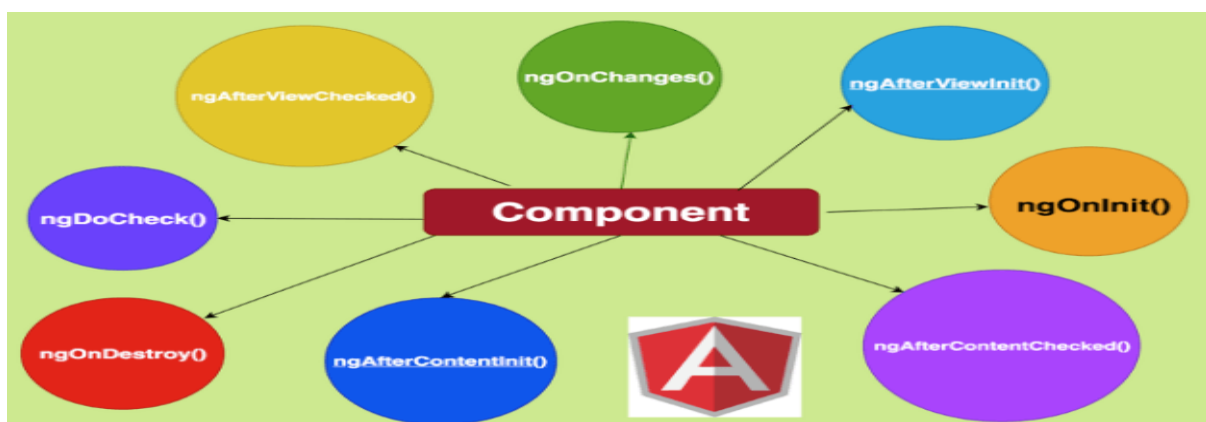 ngAfterViewChecked()
ngOnChanges()
ngAfterViewInit()
ngDoCheck()
Component
ngOnInit()
ngOnDestroy()
ngAfterContentInit()
ngAfterContentChecked()
A